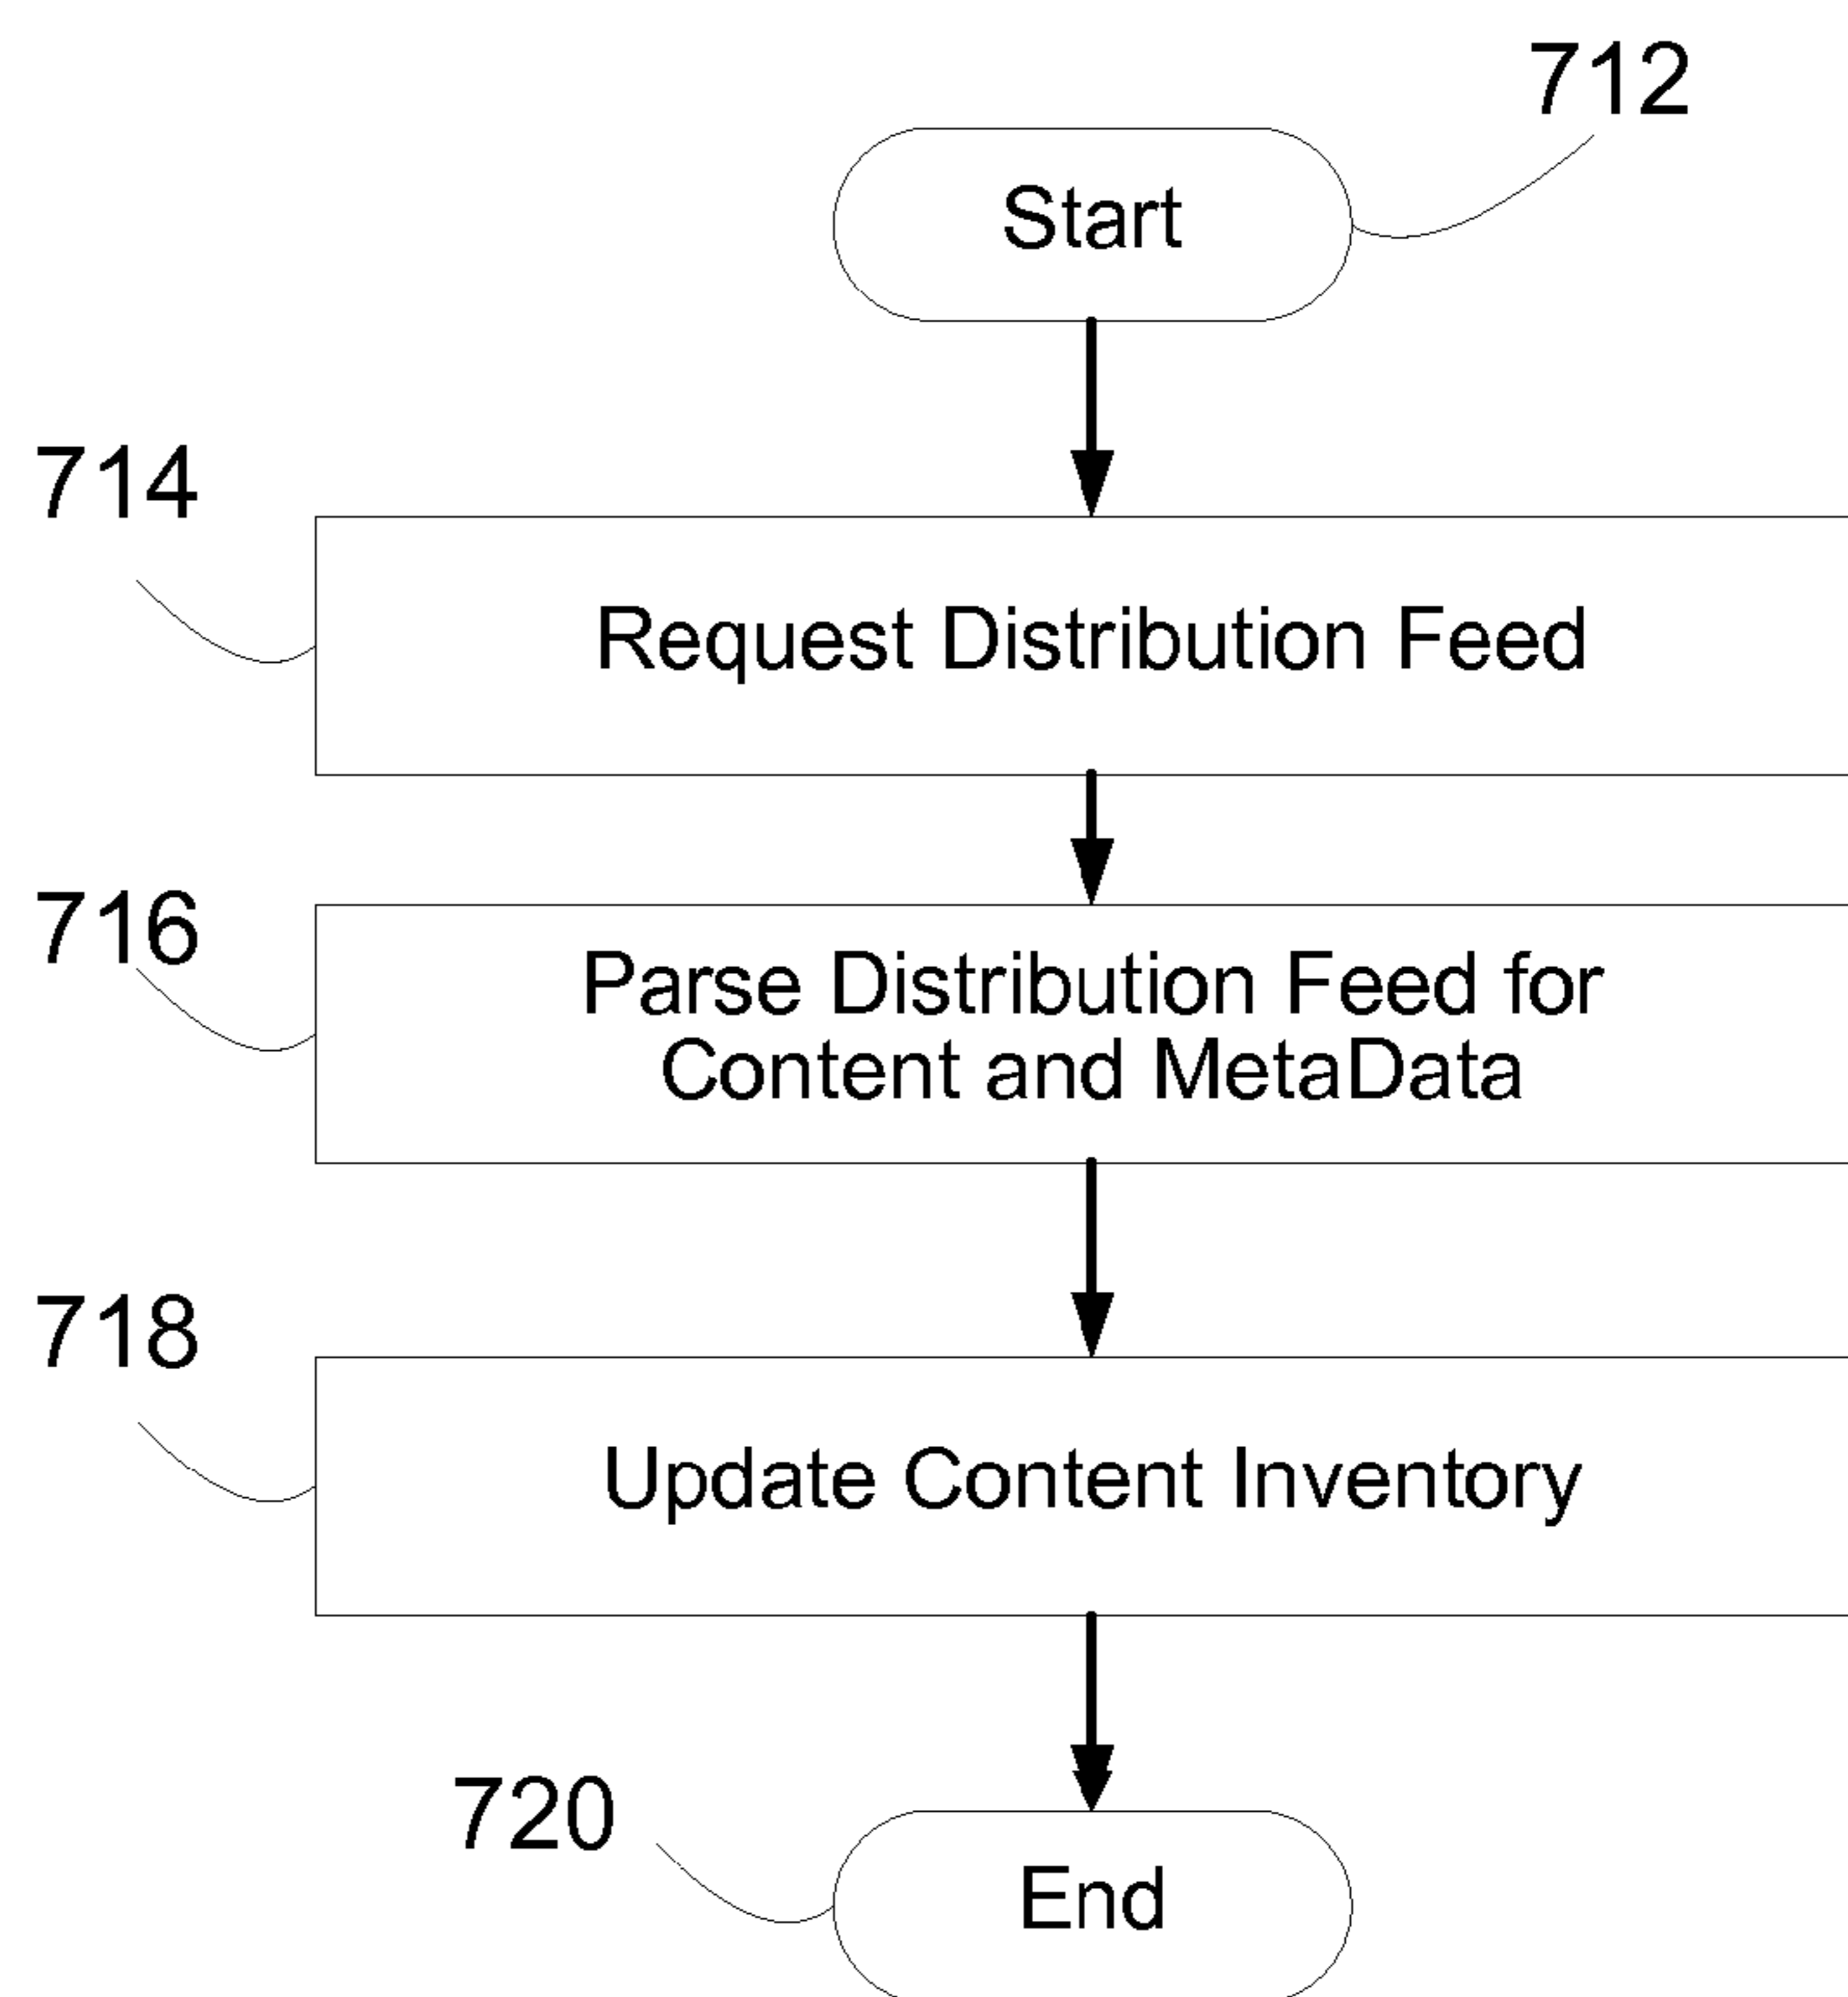 712
Start
714
Request Distribution Feed
716
Parse Distribution Feed for
Content and MetaData
718
Update Content Inventory
720
End